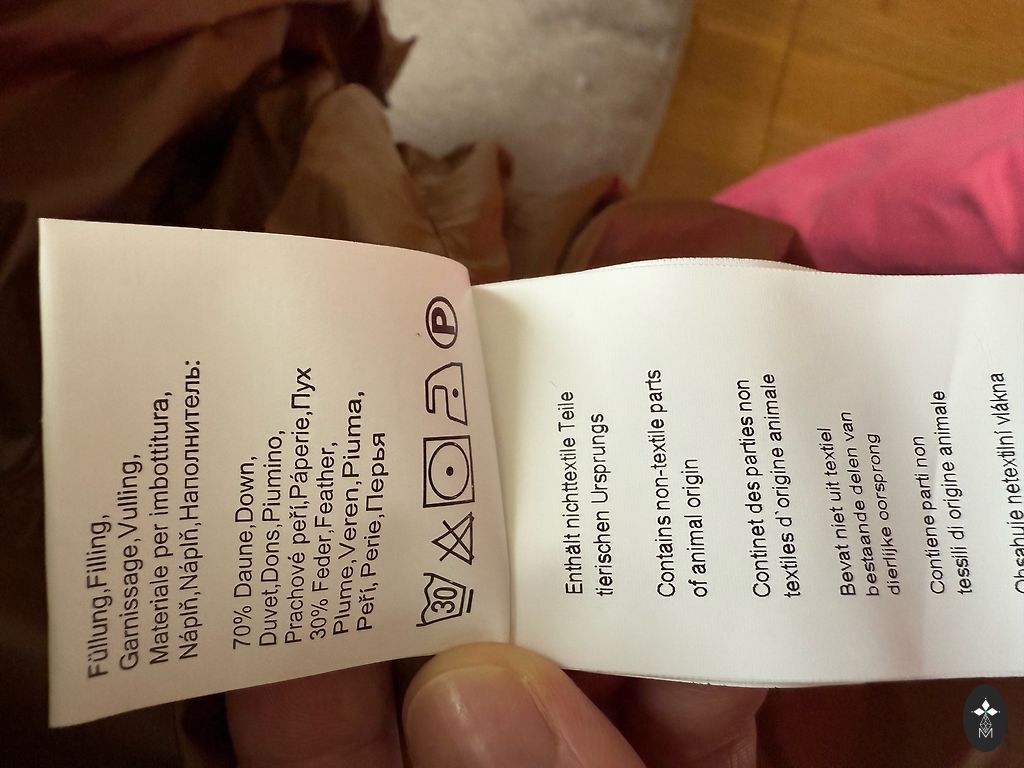 Füllung,Filling,
Garnissage,Vulling,
Materiale per imbottitura,
Náplň,Náplň,Наполнитель:
70% Daune,Down,
Duvet,Dons,Piumino,
Prachové peří,Páperie,Пух
30% Feder,Feather,
Plume,Veren,Piuma,
Peří, Perie,Перья
30
P
Enthält nichttextile Teile
tierischen Ursprungs
Contains non-textile parts
of animal origin
Continet des parties non
textiles d`origine animale
Bevat niet uit textiel
bestaande delen van
dierlijke oorsprong
Contiene parti non
tessili di origine animale
Obsahuje netextilní vlákna
M